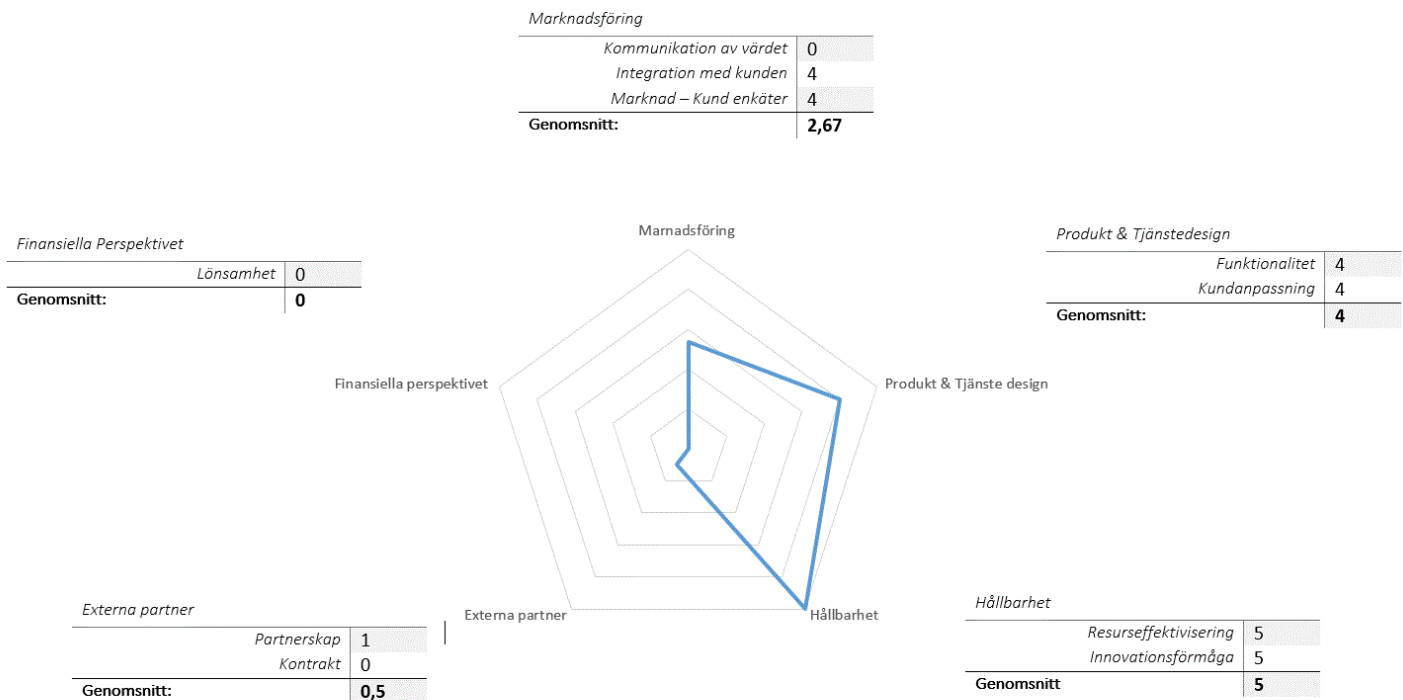 Marknadsföring
Kommunikation av värdet 0
Integration med kunden 4
Marknad – Kund enkäter 4
Genomsnitt: 2,67
Finansiella Perspektivet
Lönsamhet 0
Genomsnitt: 0
Produkt & Tjänstedesign
Funktionalitet 4
Kundanpassning 4
Genomsnitt: 4
Marnadsföring
Finansiella perspektivet
Produkt & Tjänste design
Externa partner
Hållbarhet
Externa partner
Partnerskap 1
Kontrakt 0
Genomsnitt: 0,5
Hållbarhet
Resurseffektivisering 5
Innovationsförmåga 5
Genomsnitt 5